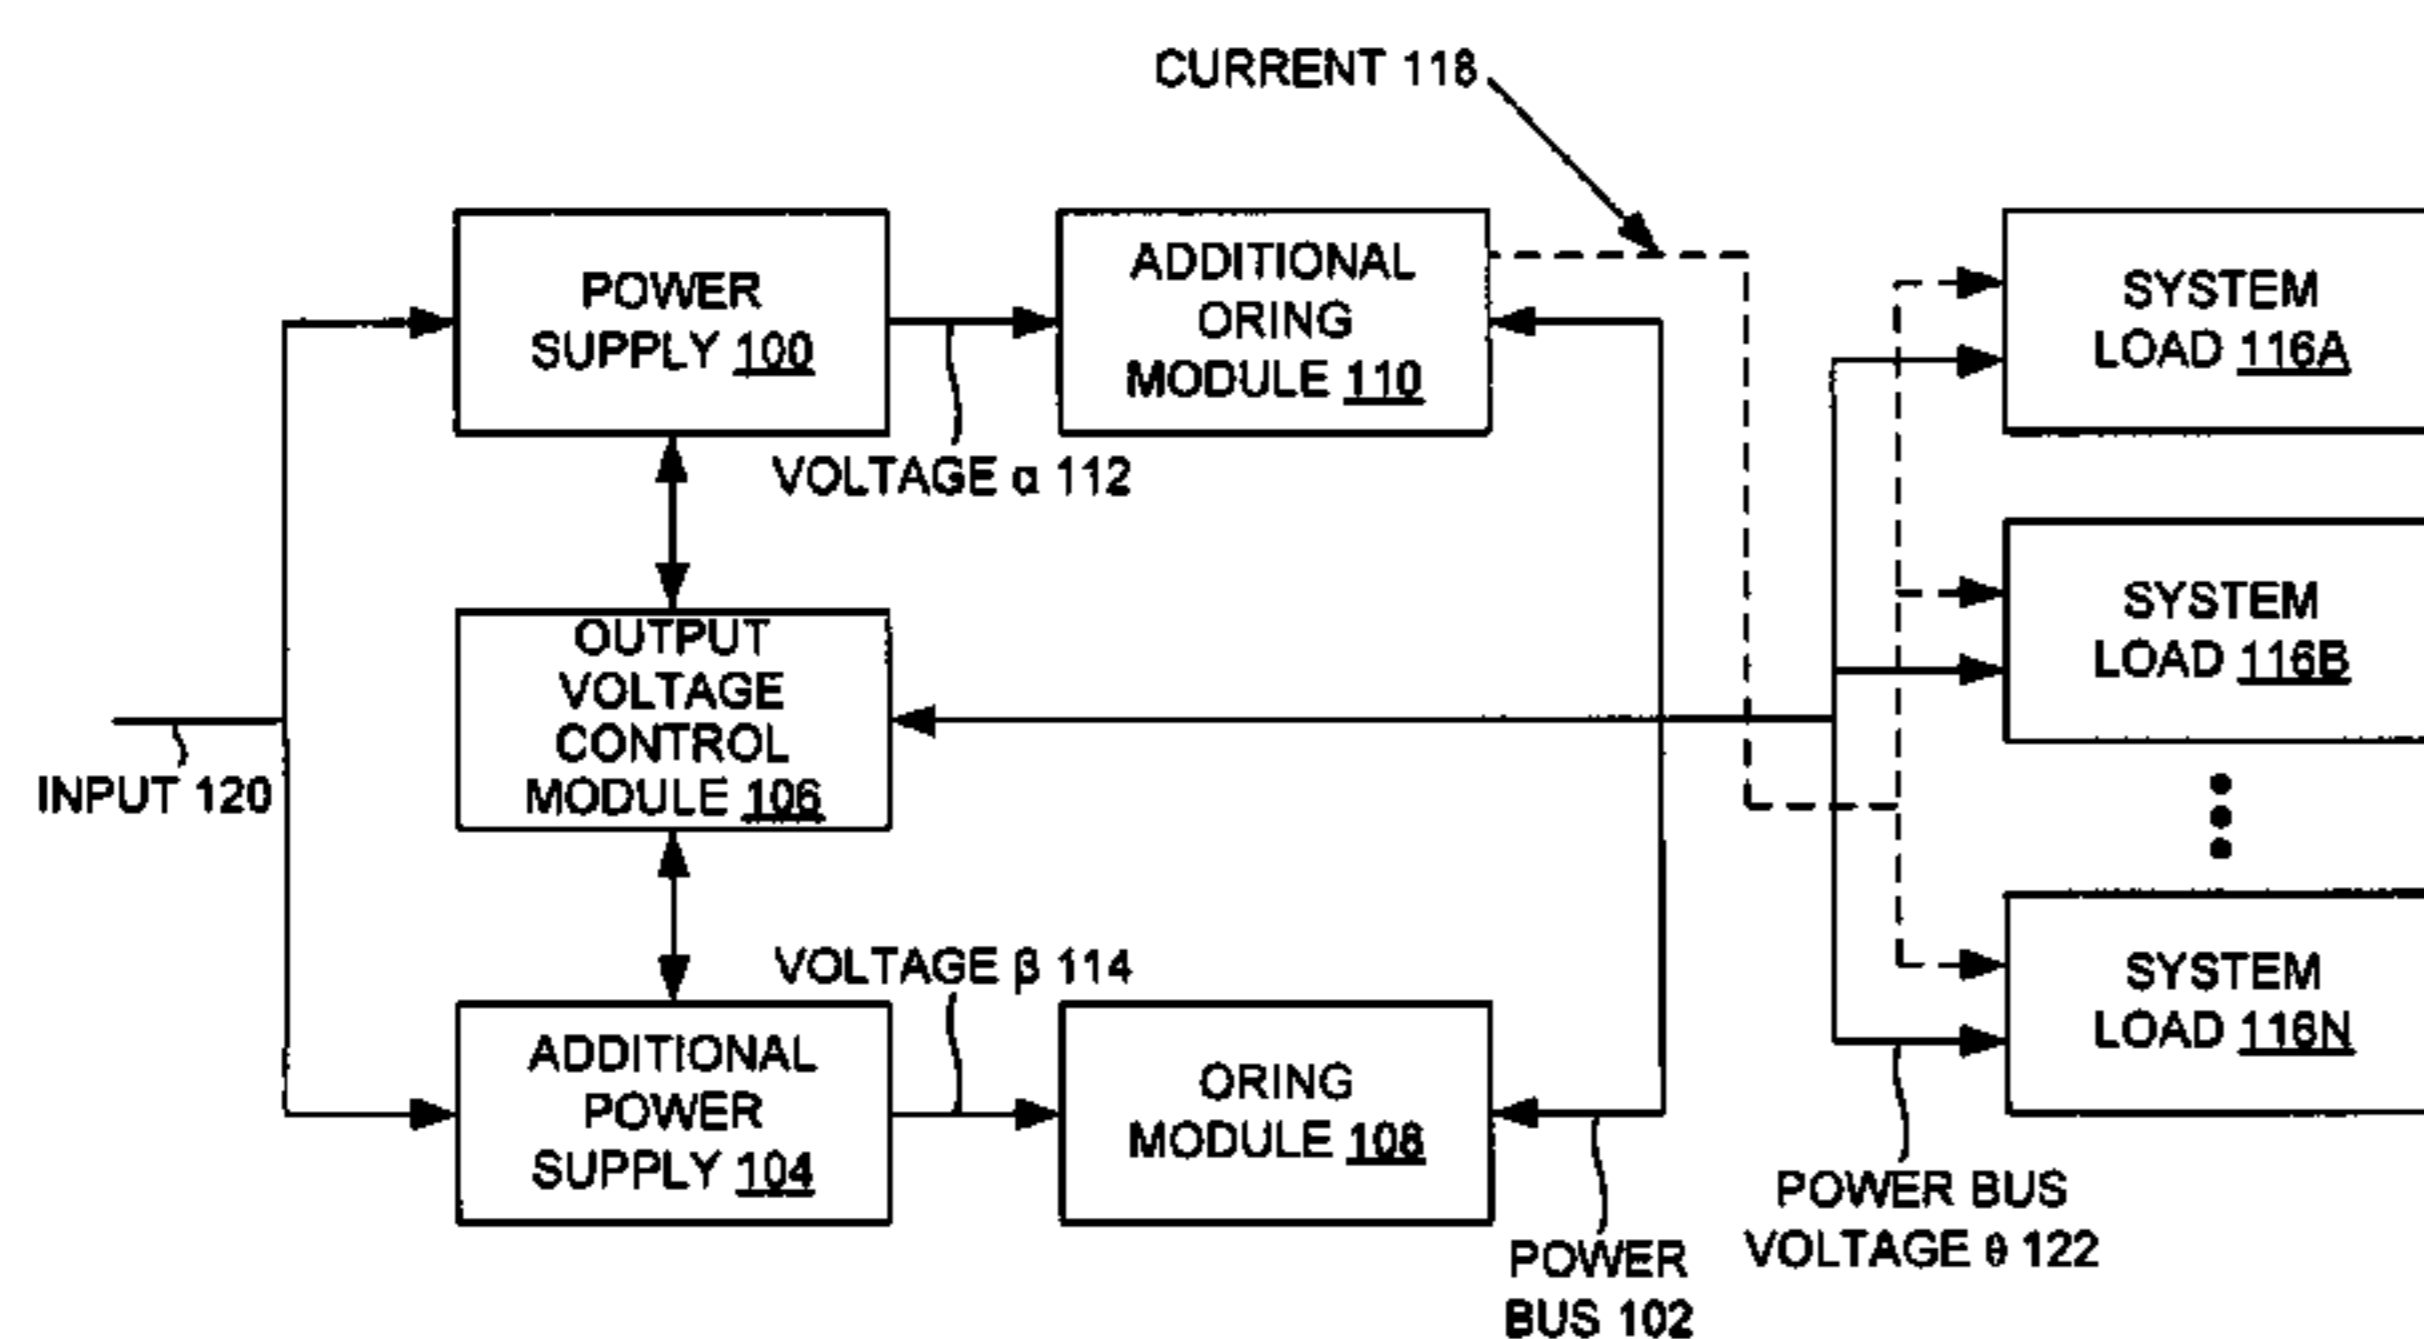 CURRENT 118
POWER
SUPPLY 100
ADDITIONAL
ORING
MODULE 110
SYSTEM
LOAD 116A
VOLTAGE α 112
SYSTEM
LOAD 116B
OUTPUT
VOLTAGE
CONTROL
MODULE 106
INPUT 120
VOLTAGE β 114
SYSTEM
LOAD 116N
ADDITIONAL
POWER
SUPPLY 104
ORING
MODULE 108
POWER BUS
VOLTAGE θ 122
POWER
BUS 102